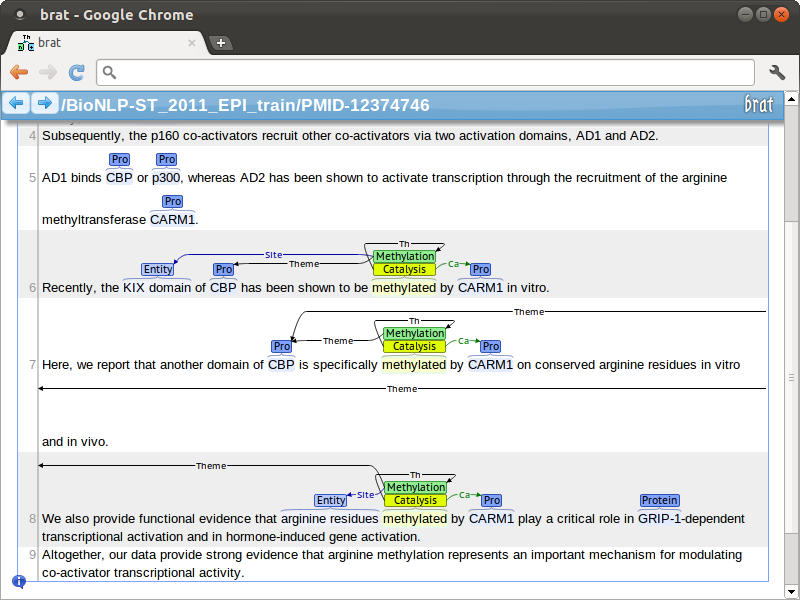 brat - Google Chrome
brat
/BioNLP-ST_2011_EPI_train/PMID-12374746
brat
4 Subsequently, the p160 co-activators recruit other co-activators via two activation domains, AD1 and AD2.
Pro Pro
5 AD1 binds CBP or p300, whereas AD2 has been shown to activate transcription through the recruitment of the arginine
Pro
methyltransferase CARM1.
Th
Site Methylation
Entity Pro Theme Catalysis Ca Pro
6 Recently, the KIX domain of CBP has been shown to be methylated by CARM1 in vitro.
Theme
Th
Methylation
Pro Theme Catalysis Ca Pro
7 Here, we report that another domain of CBP is specifically methylated by CARM1 on conserved arginine residues in vitro
Theme
and in vivo.
Theme
Th
Methylation
Entity Site Catalysis Ca Pro Protein
8 We also provide functional evidence that arginine residues methylated by CARM1 play a critical role in GRIP-1-dependent
transcriptional activation and in hormone-induced gene activation.
9 Altogether, our data provide strong evidence that arginine methylation represents an important mechanism for modulating
co-activator transcriptional activity.